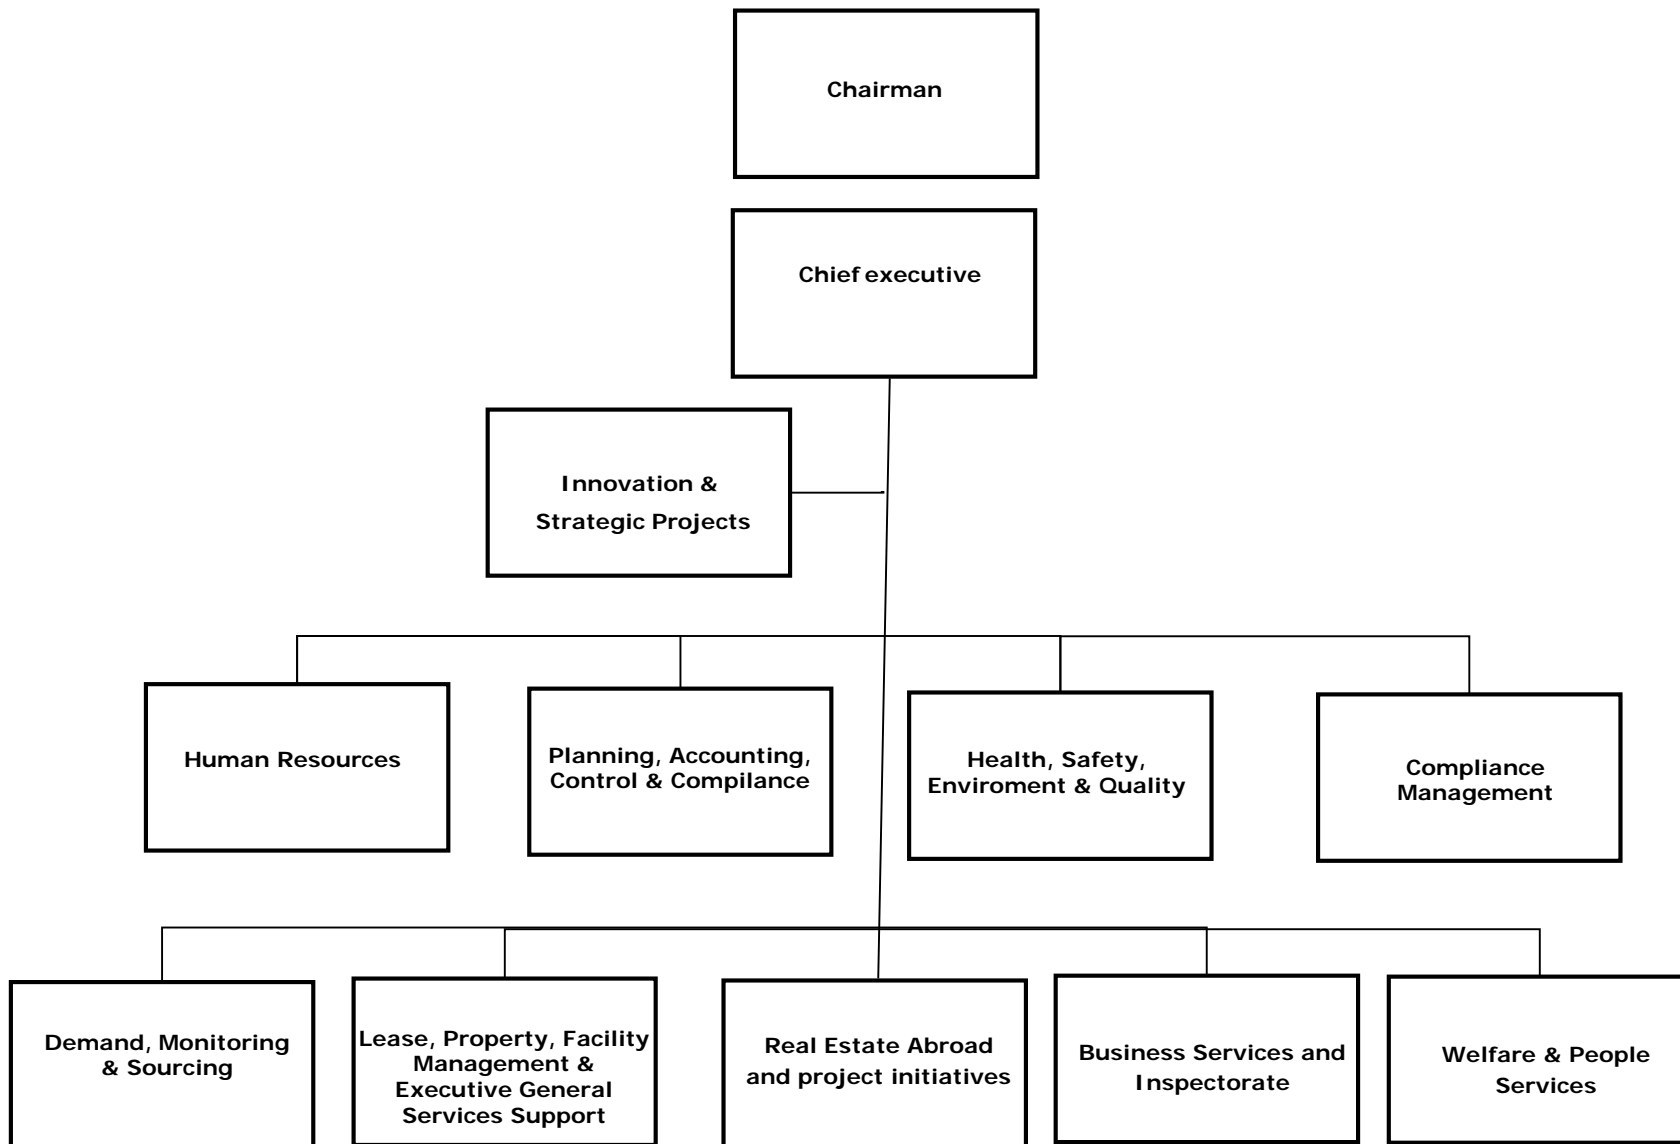 Chairman
Chief executive
Innovation &
Strategic Projects
Human Resources
Planning, Accounting,
Control & Compilance
Health, Safety,
Enviroment & Quality
Compliance
Management
Demand, Monitoring
& Sourcing
Lease, Property, Facility
Management &
Executive General
Services Support
Real Estate Abroad
and project initiatives
Business Services and
Inspectorate
Welfare & People
Services